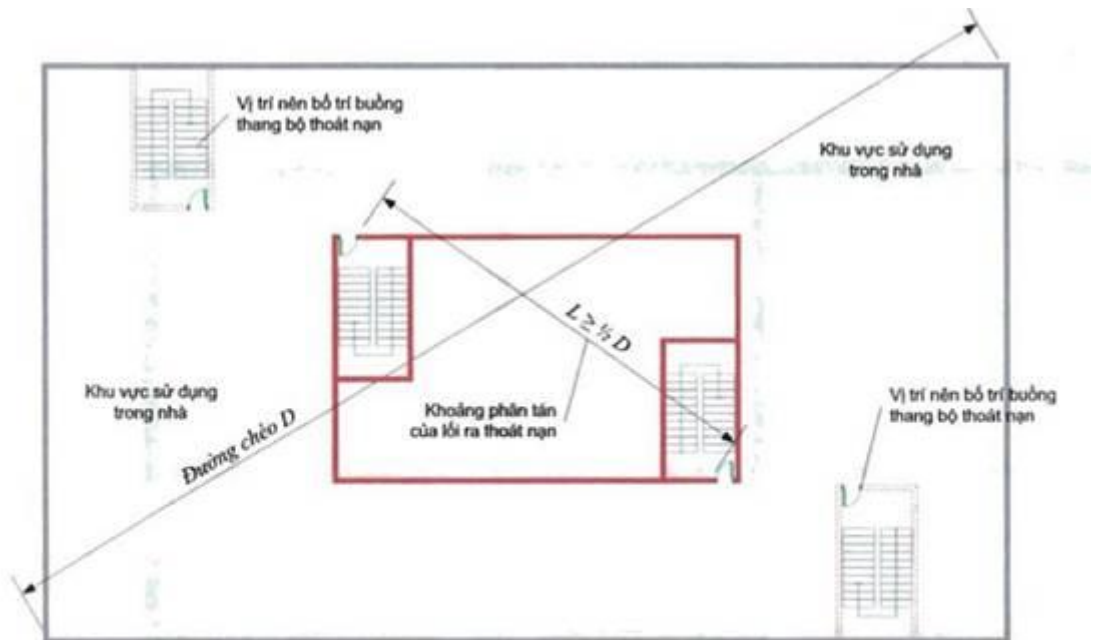 Vị trí nên bố trí buồng
thang bộ thoát nạn
Khu vực sử dụng
trong nhà
L ≥ ½ D
Khu vực sử dụng
trong nhà
Đường chéo D
Khoảng phân tán
của lối ra thoát nạn
Vị trí nên bố trí buồng
thang bộ thoát nạn